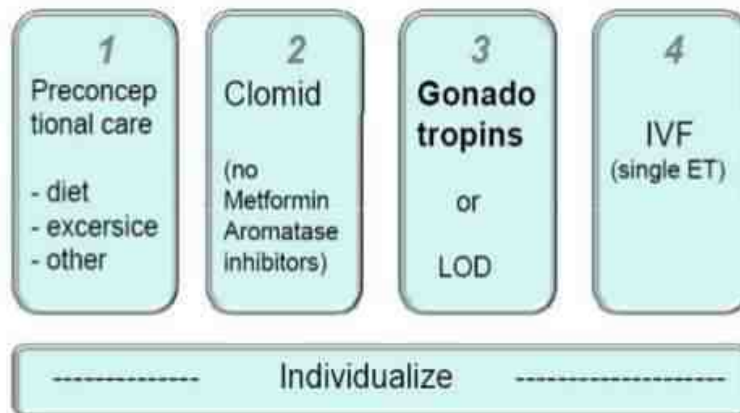 1
Preconcep
tional care
- diet
- excersice
- other
2
Clomid
(no
Metformin
Aromatase
inhibitors)
3
Gonado
tropins
or
LOD
4
IVF
(single ET)
------------- Individualize ------------------